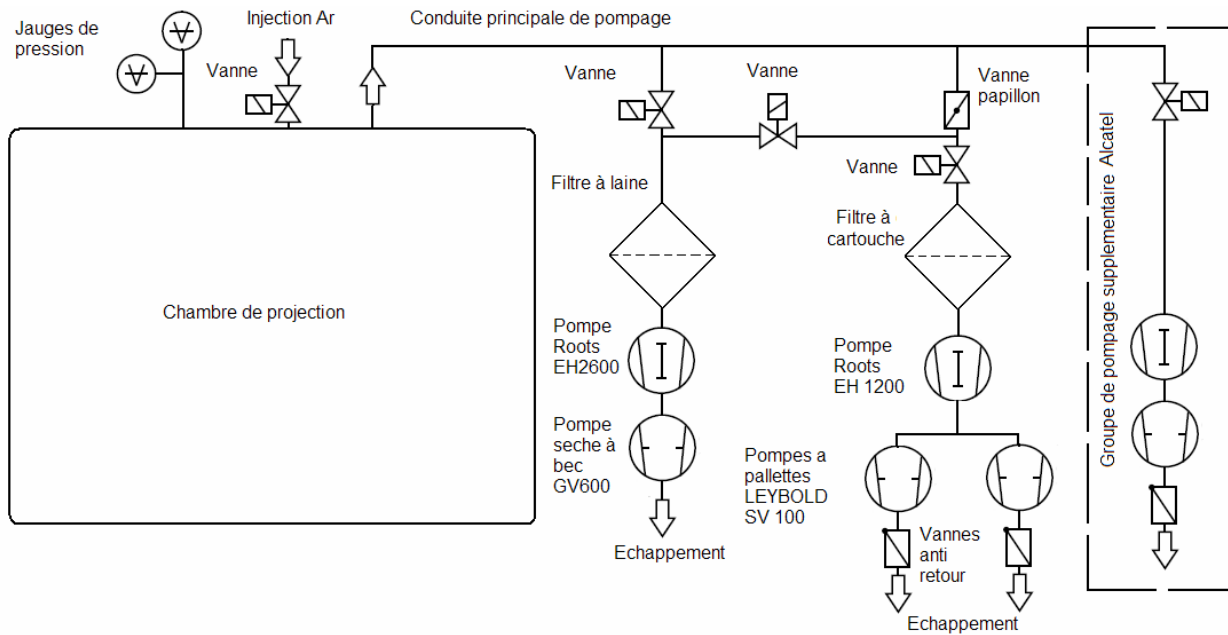 Jauges de
pression
Injection Ar
Vanne
Conduite principale de pompage
Vanne
Vanne
Vanne
papillon
Vanne
Filtre à laine
Filtre à
cartouche
Chambre de projection
Pompe
Roots
EH2600
Pompe
seche à
bec
GV600
Echappement
Pompe
Roots
EH 1200
Pompes a
pallettes
LEYBOLD
SV 100
Vannes
anti
retour
Echappement
Groupe de pompage supplementaire Alcatel